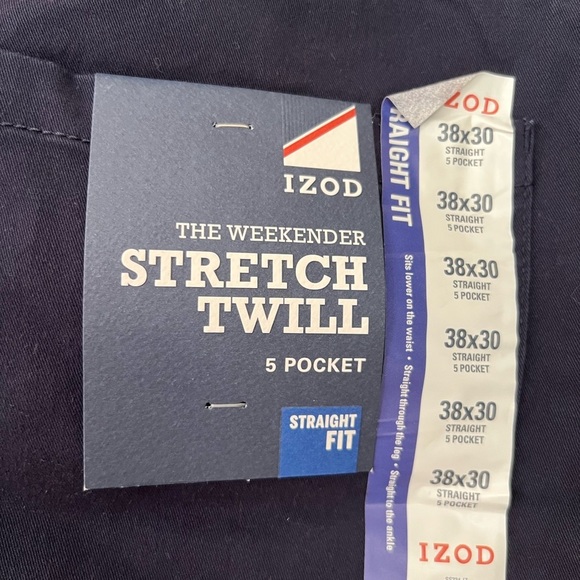 IZOD
THE WEEKENDER
STRETCH
TWILL
5 POCKET
STRAIGHT
FIT
RAIGHT FIT
Sits lower on the waist • Straight through the leg • Straight to the ankle
ZOD
38x30
STRAIGHT
5 POCKET
38x30
STRAIGHT
5 POCKET
38x30
STRAIGHT
5 POCKET
38x30
STRAIGHT
5 POCKET
38x30
STRAIGHT
5 POCKET
38x30
STRAIGHT
5 POCKET
IZOD